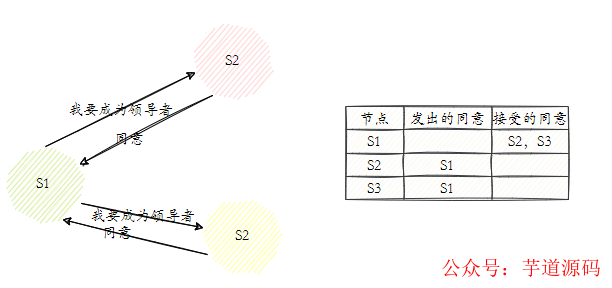 S2
我要成为领导者
同意
S1
我要成为领导者
同意
S2
节点 发出的同意 接受的同意
S1 S2, S3
S2 S1
S3 S1
公众号：芋道源码